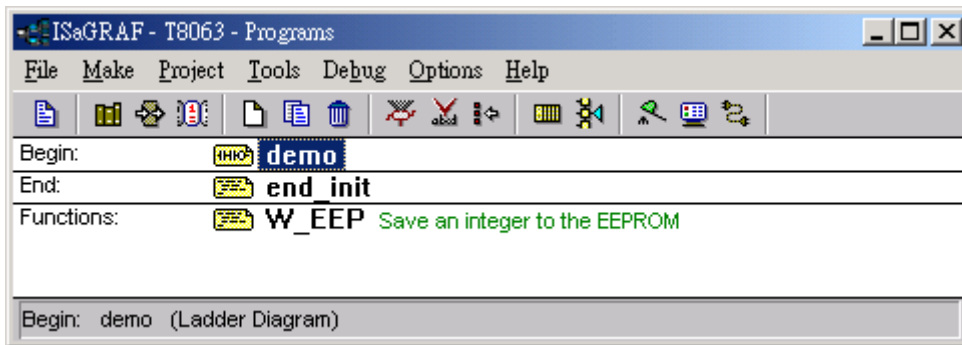 ISaGRAF - T8063 - Programs
File Make Project Tools Debug Options Help
Begin: demo
End: end_init
Functions: W_EEP Save an integer to the EEPROM
Begin: demo (Ladder Diagram)